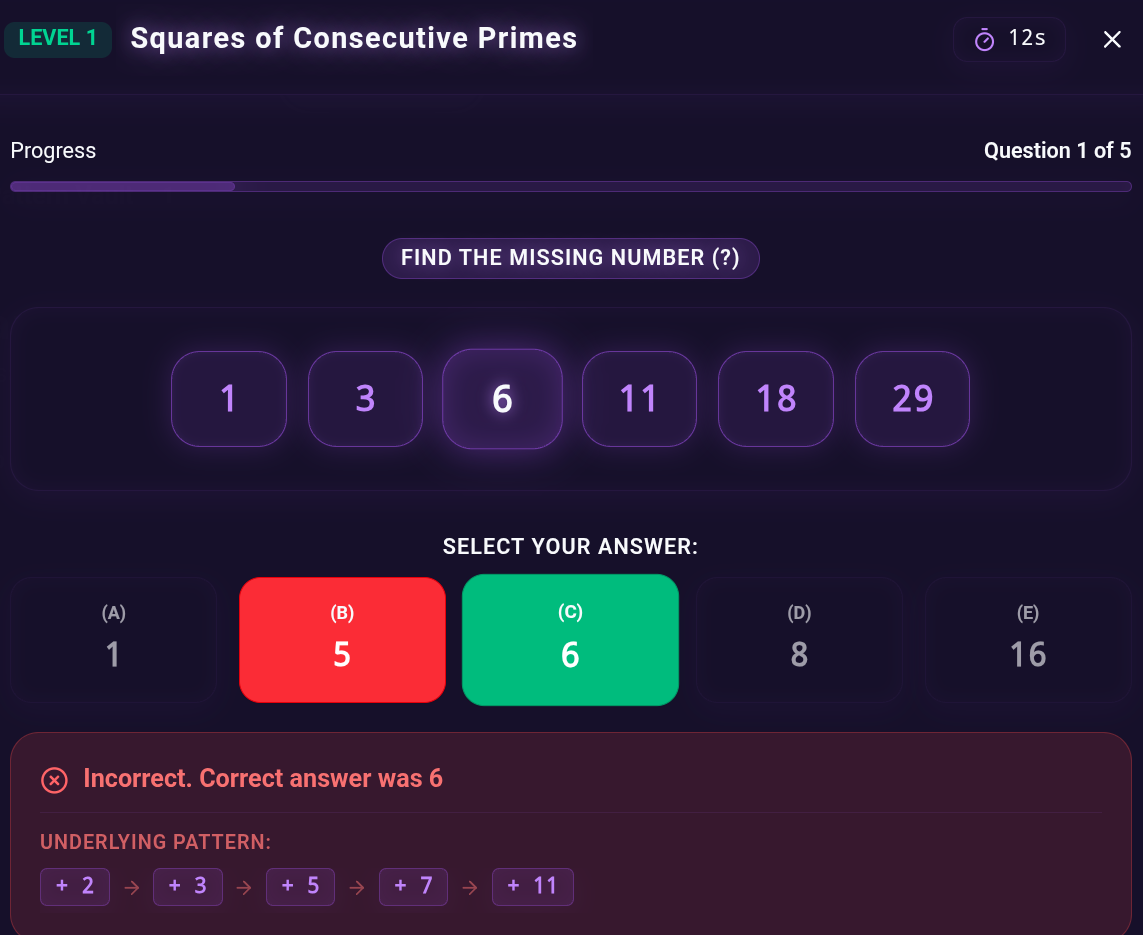 LEVEL 1 Squares of Consecutive Primes 12s
Progress Question 1 of 5
FIND THE MISSING NUMBER (?)
1 3 6 11 18 29
SELECT YOUR ANSWER:
(A) (B) (C) (D) (E)
1 5 6 8 16
Incorrect. Correct answer was 6
UNDERLYING PATTERN:
+ 2 → + 3 → + 5 → + 7 → + 11